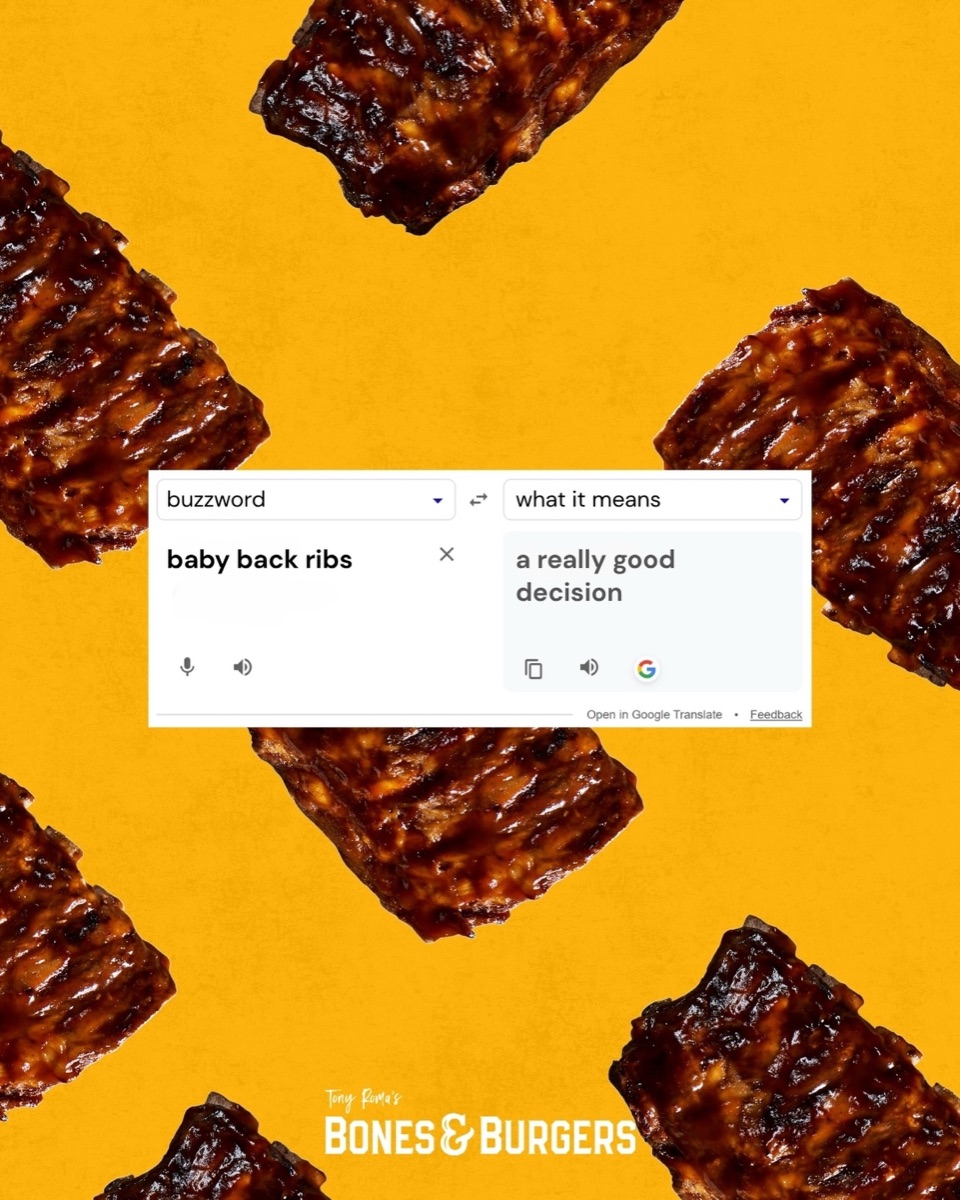 buzzword
what it means
baby back ribs
a really good
decision
Open in Google Translate • Feedback
Tony Roma's
BONES & BURGERS